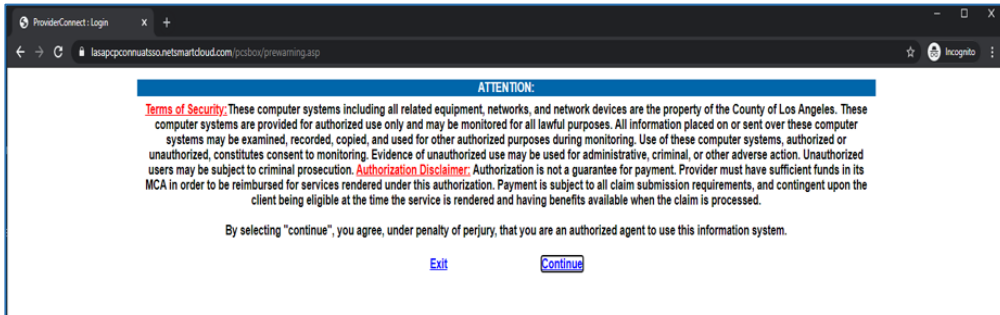 ProviderConnect : Login
lasapcpconnuatsso.netsmartcloud.com/pcsbox/prewarning.asp
Incognito
ATTENTION:
Terms of Security: These computer systems including all related equipment, networks, and network devices are the property of the County of Los Angeles. These
computer systems are provided for authorized use only and may be monitored for all lawful purposes. All information placed on or sent over these computer
systems may be examined, recorded, copied, and used for other authorized purposes during monitoring. Use of these computer systems, authorized or
unauthorized, constitutes consent to monitoring. Evidence of unauthorized use may be used for administrative, criminal, or other adverse action. Unauthorized
users may be subject to criminal prosecution. Authorization Disclaimer: Authorization is not a guarantee for payment. Provider must have sufficient funds in its
MCA in order to be reimbursed for services rendered under this authorization. Payment is subject to all claim submission requirements, and contingent upon the
client being eligible at the time the service is rendered and having benefits available when the claim is processed.
By selecting "continue", you agree, under penalty of perjury, that you are an authorized agent to use this information system.
Exit Continue